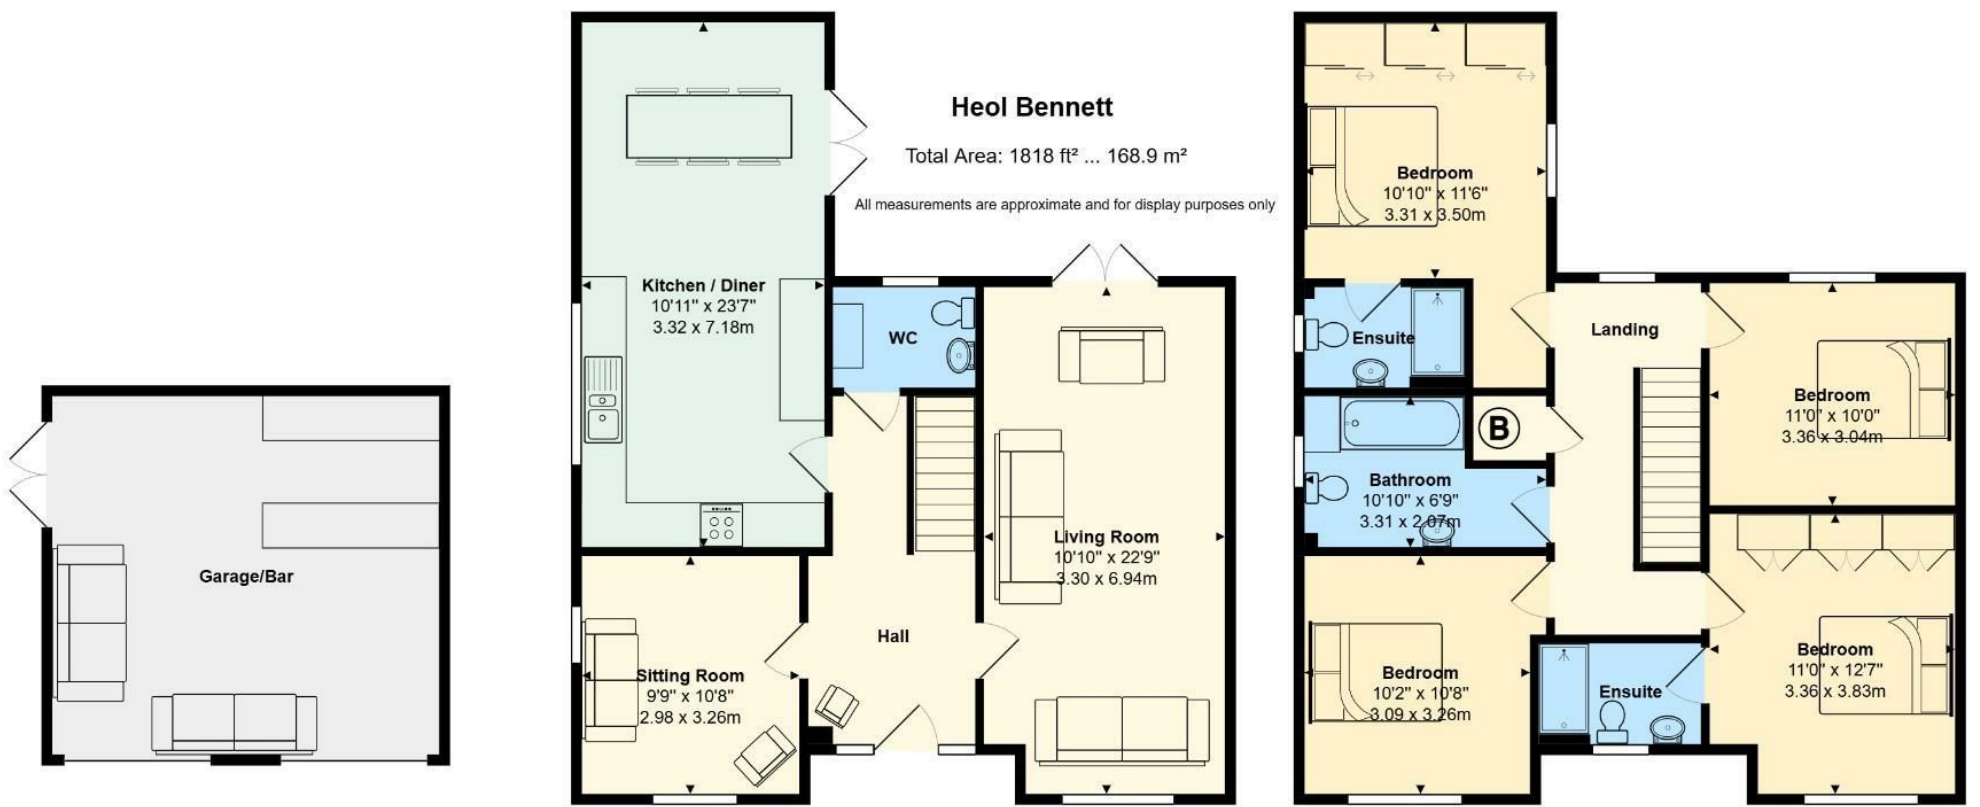 Heol Bennett
Total Area: 1818 ft² ... 168.9 m²
All measurements are approximate and for display purposes only
Garage/Bar
Kitchen / Diner
10'11" x 23'7"
3.32 x 7.18m
WC
Living Room
10'10" x 22'9"
3.30 x 6.94m
Hall
Sitting Room
9'9" x 10'8"
2.98 x 3.26m
Bedroom
10'10" x 11'6"
3.31 x 3.50m
Ensuite
Landing
Bedroom
11'0" x 10'0"
3.36 x 3.04m
B
Bathroom
10'10" x 6'9"
3.31 x 2.07m
Bedroom
10'2" x 10'8"
3.09 x 3.26m
Ensuite
Bedroom
11'0" x 12'7"
3.36 x 3.83m